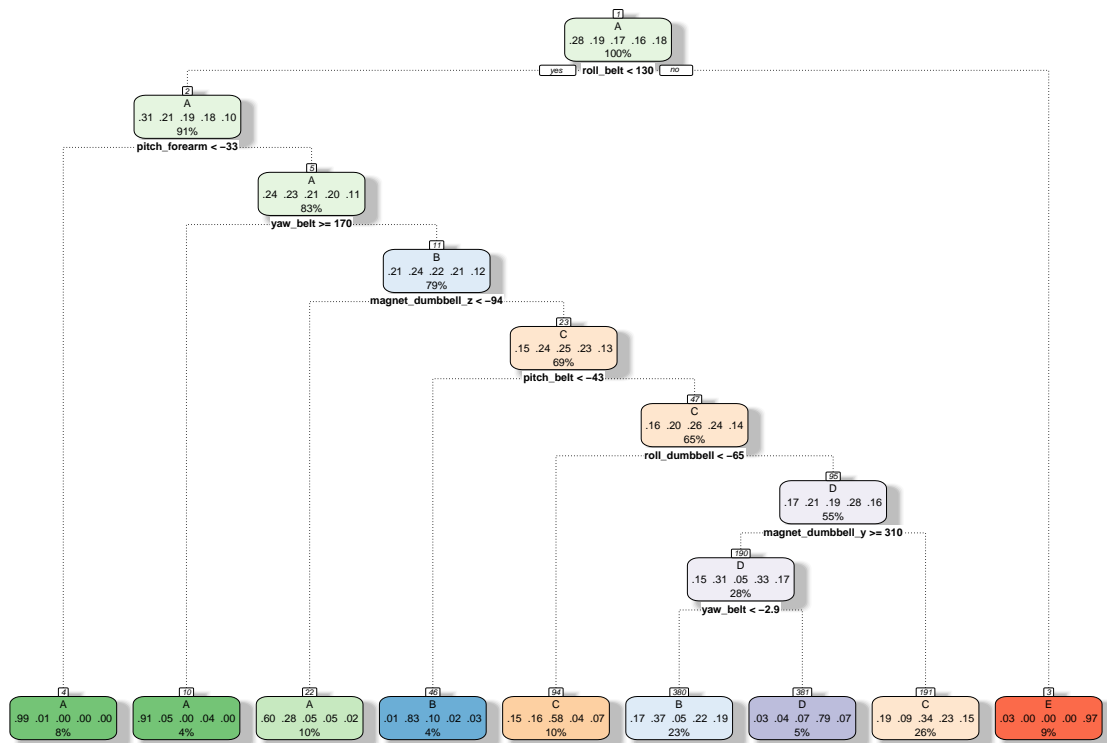 1
A
.28 .19 .17 .16 .18
100%
yes roll_belt < 130 no
2
A
.31 .21 .19 .18 .10
91%
pitch_forearm < −33
5
A
.24 .23 .21 .20 .11
83%
yaw_belt >= 170
11
B
.21 .24 .22 .21 .12
79%
magnet_dumbbell_z < −94
23
C
.15 .24 .25 .23 .13
69%
pitch_belt < −43
47
C
.16 .20 .26 .24 .14
65%
roll_dumbbell < −65
95
D
.17 .21 .19 .28 .16
55%
magnet_dumbbell_y >= 310
190
D
.15 .31 .05 .33 .17
28%
yaw_belt < −2.9
4
A
.99 .01 .00 .00 .00
8%
10
A
.91 .05 .00 .04 .00
4%
22
A
.60 .28 .05 .05 .02
10%
46
B
.01 .83 .10 .02 .03
4%
94
C
.15 .16 .58 .04 .07
10%
380
B
.17 .37 .05 .22 .19
23%
381
D
.03 .04 .07 .79 .07
5%
191
C
.19 .09 .34 .23 .15
26%
3
E
.03 .00 .00 .00 .97
9%